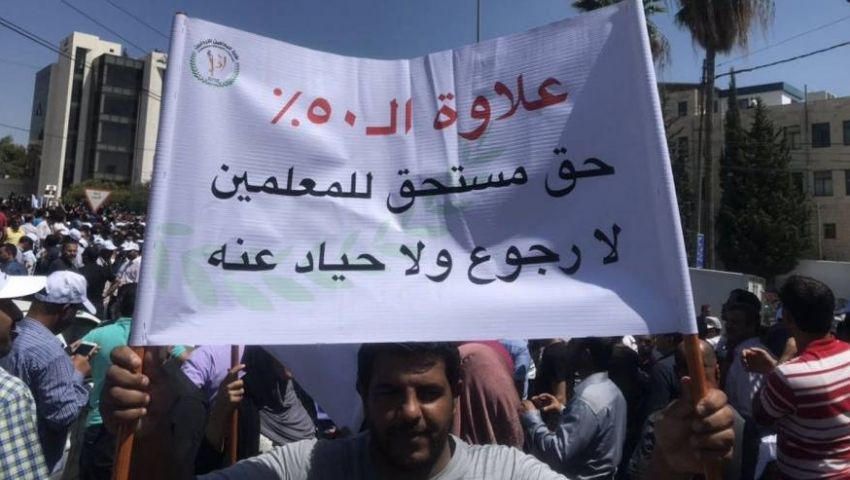 علاوة الـ ٥٠٪
حق مستحق للمعلمين
لا رجوع ولا حياد عنه